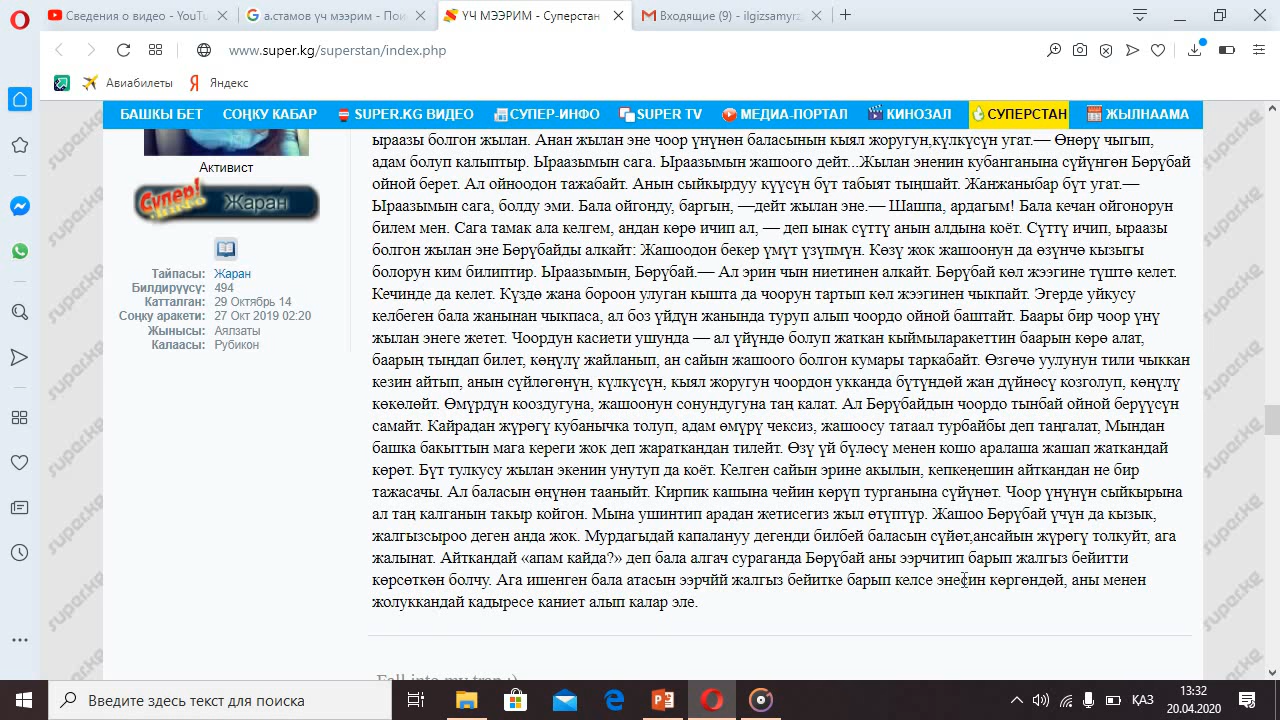 Сведения о видео - YouTu
а.стамов үч мээрим - Пои
ҮЧ МЭЭРИМ - Суперстан
Входящие (9) - ilgizsamyrz
www.super.kg/superstan/index.php
Авиабилеты
Яндекс
БАШКЫ БЕТ СОҢКУ КАБАР SUPER.KG ВИДЕО СУПЕР-ИНФО SUPER TV МЕДИА-ПОРТАЛ КИНОЗАЛ СУПЕРСТАН ЖЫЛНААМА
Активист
Супер!
Жаран
Тайпасы: Жаран
Билдирүүсү: 494
Катталган: 29 Октябрь 14
Соңку аракети: 27 Окт 2019 02:20
Жынысы: Аялзаты
Калаасы: Рубикон
ыраазы болгон жылан. Анан жылан эне чоор үнүнөн баласынын кыял жоругун,күлкүсүн угат.— Өнөрү чыгып,
адам болуп калыптыр. Ыраазымын сага. Ыраазымын жашоого дейт...Жылан эненин кубанганына сүйүнгөн Бөрүбай
ойной берет. Ал ойноодон тажабайт. Анын сыйкырдуу күүсүн бүт табият тыңшайт. Жанжаныбар бүт угат.—
Ыраазымын сага, болду эми. Бала ойгонду, баргын, —дейт жылан эне.— Шашпа, ардагым! Бала кечан ойгонорун
билем мен. Сага тамак ала келгем, андан көрө ичип ал, — деп ынак сүттү анын алдына коёт. Сүттү ичип, ыраазы
болгон жылан эне Бөрүбайды алкайт: Жашоодон бекер үмүт үзүпмүн. Көзү жок жашоонун да өзүнчө кызыгы
болорун ким билиптир. Ыраазымын, Бөрүбай.— Ал эрин чын ниетинен алкайт. Бөрүбай көл жээгине түштө келет.
Кечинде да келет. Күздө жана бороон улуган кышта да чоорун тартып көл жээгинен чыкпайт. Эгерде уйкусу
келбеген бала жанынан чыкпаса, ал боз үйдүн жанында туруп алып чоордо ойной баштайт. Баары бир чоор үнү
жылан энеге жетет. Чоордун касиети ушунда — ал үйүндө болуп жаткан кыймыларакеттин баарын көрө алат,
баарың тыңдап билет, көңүлү жайланып, ан сайын жашоого болгон кумары таркабайт. Өзгөчө уулунун тили чыккан
кезин айтып, анын сүйлөгөнүн, күлкүсүн, кыял жоругун чоордон укканда бүтүндөй жан дүйнөсү козголуп, көңүлү
көкөлөйт. Өмүрдүн кооздугуна, жашоонун сонундугуна таң калат. Ал Бөрүбайдын чоордо тынбай ойной берүүсүн
самайт. Кайрадан жүрөгү кубанычка толуп, адам өмүрү чексиз, жашоосу татаал турбайбы деп таңгалат, Мындан
башка бакыттын мага кереги жок деп жараткандан тилейт. Өзү үй бүлөсү менен кошо аралаша жашап жаткандай
көрөт. Бүт тулкусу жылан экенин унутуп да коёт. Келген сайын эрине акылын, кепкеңешин айткандан не бир
тажасачы. Ал баласын өңүнөн тааныйт. Кирпик кашына чейин көрүп турганына сүйүнөт. Чоор үнүнүн сыйкырына
ал таң калганын такыр койгон. Мына ушинтип арадан жетисегиз жыл өтүптүр. Жашоо Бөрүбай үчүн да кызык,
жалгызсыроо деген анда жок. Мурдагыдай капалануу дегенди билбей баласын сүйөт,ансайын жүрөгү толкуйт, ага
жалынат. Айткандай «апам кайда?» деп бала алгач сураганда Бөрүбай аны ээрчитип барып жалгыз бейитти
көрсөткөн болчу. Ага ишенген бала атасын ээрчйй жалгыз бейитке барып келсе энесин көргөндөй, аны менен
жолуккандай кадыресе каниет алып калар эле.
Fall into my trap :)
super.kg
Введите здесь текст для поиска
ҚАЗ
13:32
20.04.2020